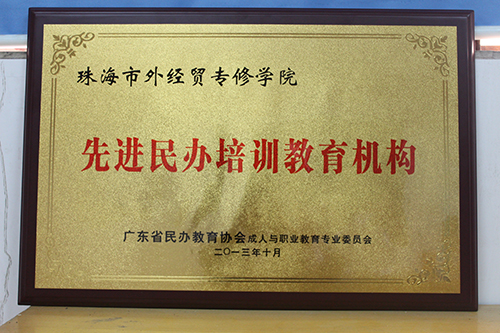 珠海市外经贸专修学院
先进民办培训教育机构
广东省民办教育协会成人与职业教育专业委员会
二〇一三年十月